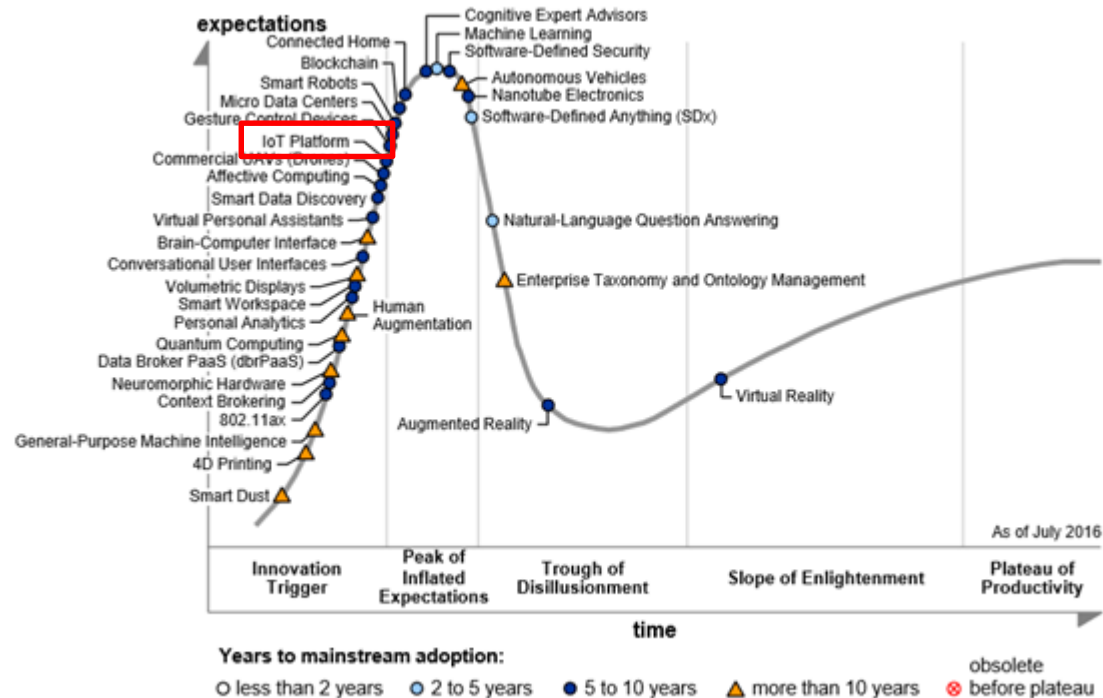 expectations
Cognitive Expert Advisors
Machine Learning
Software-Defined Security
Autonomous Vehicles
Nanotube Electronics
Software-Defined Anything (SDx)
Connected Home
Blockchain
Smart Robots
Micro Data Centers
Gesture Control Devices
IoT Platform
Commercial UAVs (Drones)
Affective Computing
Smart Data Discovery
Virtual Personal Assistants
Brain-Computer Interface
Conversational User Interfaces
Volumetric Displays
Smart Workspace
Personal Analytics
Human
Augmentation
Quantum Computing
Data Broker PaaS (dbrPaaS)
Neuromorphic Hardware
Context Brokering
802.11ax
General-Purpose Machine Intelligence
4D Printing
Smart Dust
Natural-Language Question Answering
Enterprise Taxonomy and Ontology Management
Augmented Reality
Virtual Reality
As of July 2016
Innovation
Trigger
Peak of
Inflated
Expectations
Trough of
Disillusionment
Slope of Enlightenment
Plateau of
Productivity
time
Years to mainstream adoption:
less than 2 years
2 to 5 years
5 to 10 years
more than 10 years
obsolete
before plateau